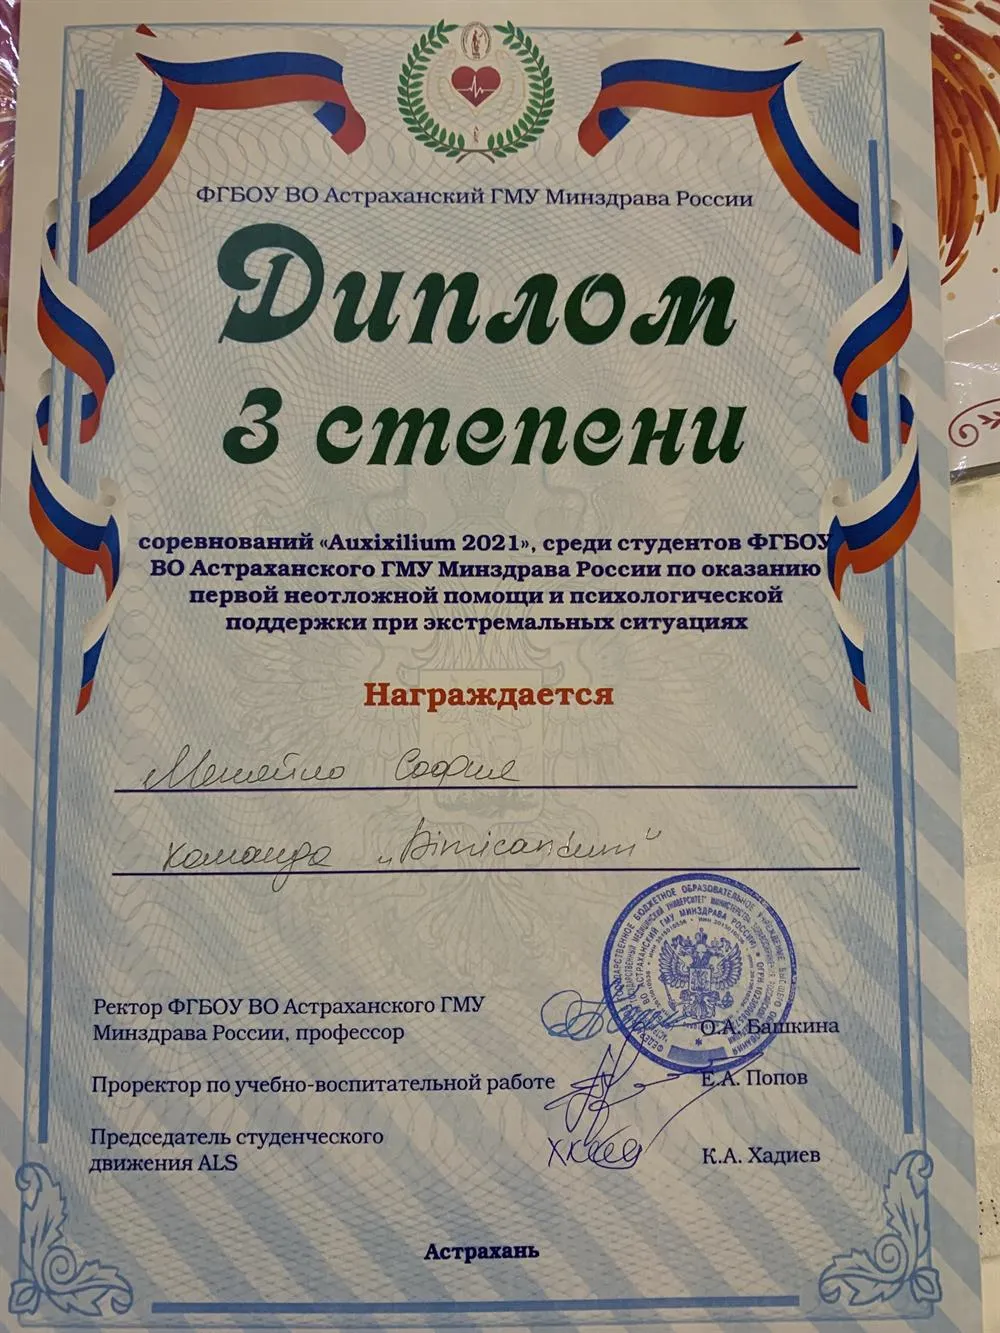 ФГБОУ ВО Астраханский ГМУ Минздрава России
Диплом
3 степени
соревнований «Auxixilium 2021», среди студентов ФГБОУ
ВО Астраханского ГМУ Минздрава России по оказанию
первой неотложной помощи и психологической
поддержки при экстремальных ситуациях
Награждается
София
команда
Ректор ФГБОУ ВО Астраханского ГМУ
Минздрава России, профессор
О.А. Башкина
Проректор по учебно-воспитательной работе
Е.А. Попов
Председатель студенческого
движения ALS
К.А. Хадиев
Астрахань